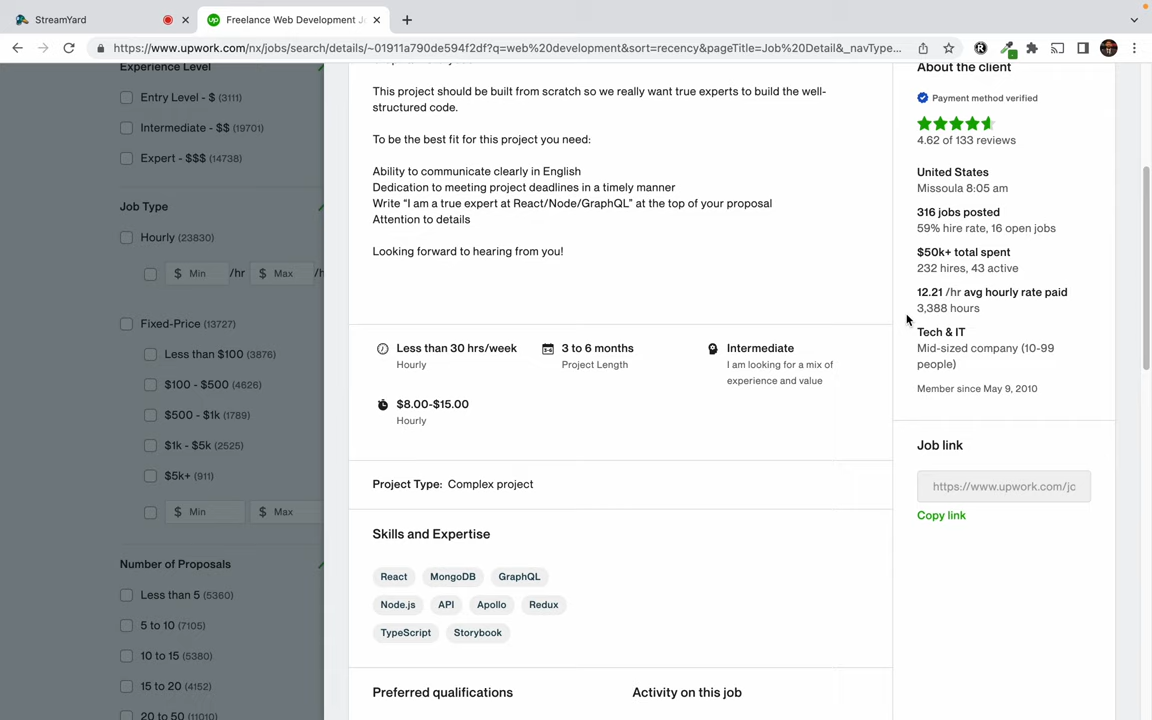 StreamYard
Freelance Web Development J
https://www.upwork.com/nx/jobs/search/details/~01911a790de594f2df?q=web%20development&sort=recency&pageTitle=Job%20Detail&_navType...
Experience Level
Entry Level - $ (3111)
Intermediate - $$ (19701)
Expert - $$$ (14738)
Job Type
Hourly (23830)
$ Min /hr $ Max /h
Fixed-Price (13727)
Less than $100 (3876)
$100 - $500 (4626)
$500 - $1k (1789)
$1k - $5k (2525)
$5k+ (911)
$ Min $ Max
Number of Proposals
Less than 5 (5360)
5 to 10 (7105)
10 to 15 (5380)
15 to 20 (4152)
20 to 50 (11010)
This project should be built from scratch so we really want true experts to build the well-
structured code.
To be the best fit for this project you need:
Ability to communicate clearly in English
Dedication to meeting project deadlines in a timely manner
Write “I am a true expert at React/Node/GraphQL” at the top of your proposal
Attention to details
Looking forward to hearing from you!
Less than 30 hrs/week
Hourly
3 to 6 months
Project Length
Intermediate
I am looking for a mix of
experience and value
$8.00-$15.00
Hourly
Project Type: Complex project
Skills and Expertise
React MongoDB GraphQL
Node.js API Apollo Redux
TypeScript Storybook
Preferred qualifications
Activity on this job
About the client
Payment method verified
4.62 of 133 reviews
United States
Missoula 8:05 am
316 jobs posted
59% hire rate, 16 open jobs
$50k+ total spent
232 hires, 43 active
12.21 /hr avg hourly rate paid
3,388 hours
Tech & IT
Mid-sized company (10-99
people)
Member since May 9, 2010
Job link
https://www.upwork.com/jc
Copy link